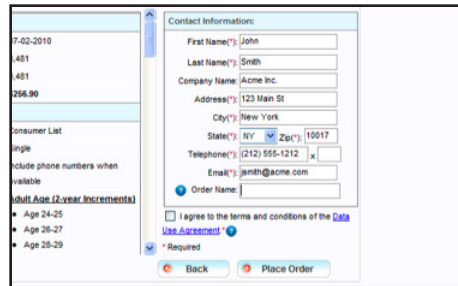 7-02-2010
,481
,481
$256.90
Consumer List
Single
nclude phone numbers when
vailable
Adult Age (2-year Increments)
Age 24-25
Age 26-27
Age 28-29
Contact Information:
First Name(*): John
Last Name(*): Smith
Company Name: Acme Inc.
Address(*): 123 Main St
City(*): New York
State(*): NY Zip(*): 10017
Telephone(*): (212) 555-1212 x
Email(*): jsmith@acme.com
? Order Name:
I agree to the terms and conditions of the Data
Use Agreement.* ?
* Required
Back Place Order